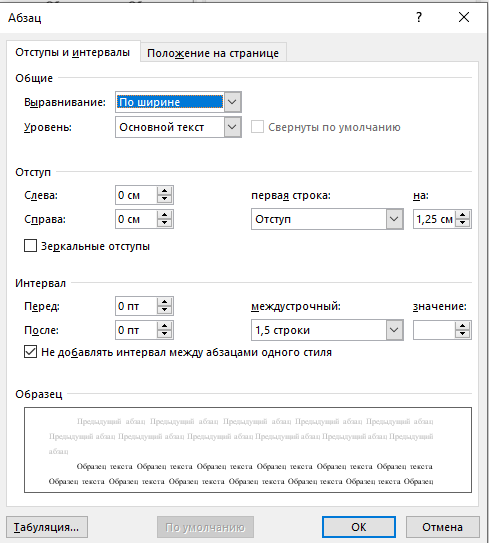 Абзац ? ×
Отступы и интервалы Положение на странице
Общие
Выравнивание: По ширине
Уровень: Основной текст Свернуты по умолчанию
Отступ
Слева: 0 см первая строка: на:
Справа: 0 см Отступ 1,25 см
Зеркальные отступы
Интервал
Перед: 0 пт междустрочный: значение:
После: 0 пт 1,5 строки
Не добавлять интервал между абзацами одного стиля
Образец
Предыдущий абзац Предыдущий абзац Предыдущий абзац Предыдущий абзац Предыдущий абзац
Предыдущий абзац Предыдущий абзац Предыдущий абзац Предыдущий абзац Предыдущий абзац Предыдущий
абзац
Образец текста Образец текста Образец текста Образец текста Образец текста Образец текста
Образец текста Образец текста Образец текста Образец текста Образец текста Образец текста Образец
Табуляция... По умолчанию ОК Отмена